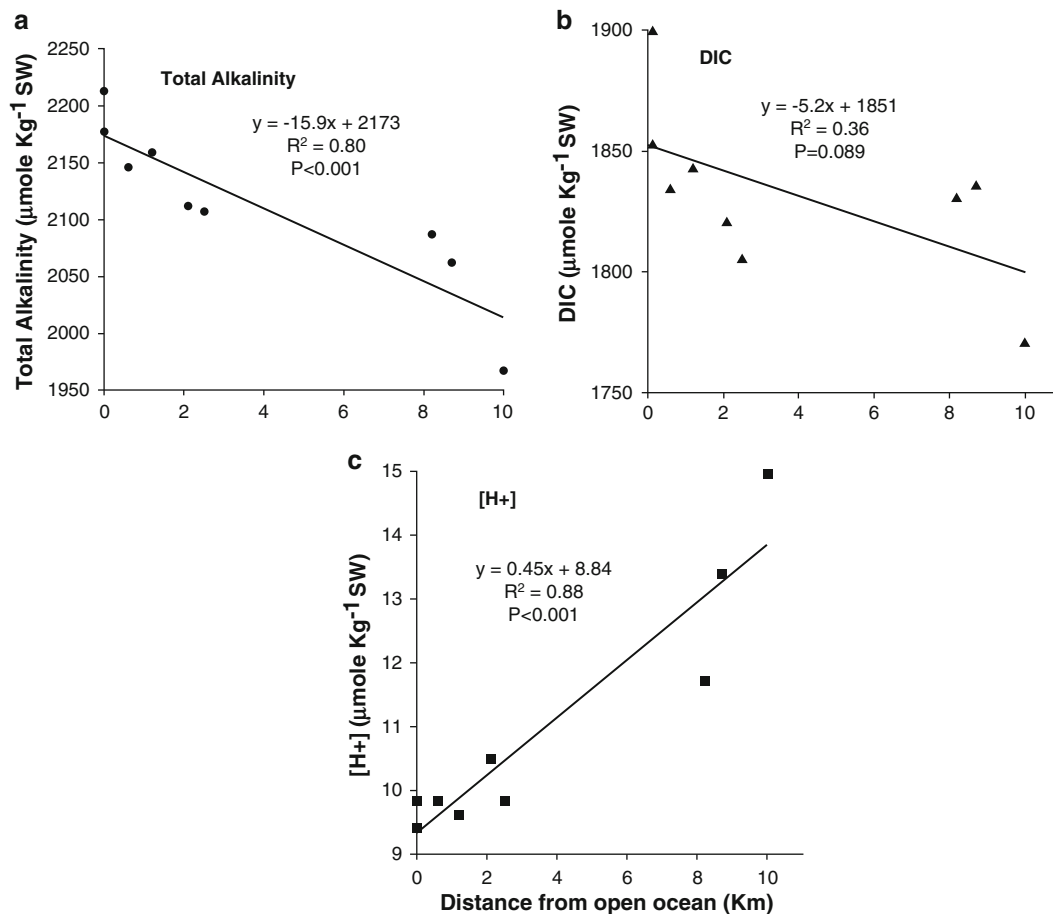 a
Total Alkalinity (μmole Kg-1 SW)
2250
2200
2150
2100
2050
2000
1950
0 2 4 6 8 10
Total Alkalinity
y = -15.9x + 2173
R2 = 0.80
P<0.001
b
DIC (μmole Kg-1 SW)
1900
1850
1800
1750
0 2 4 6 8 10
DIC
y = -5.2x + 1851
R2 = 0.36
P=0.089
c
[H+] (μmole Kg-1 SW)
15
14
13
12
11
10
9
0 2 4 6 8 10
[H+]
y = 0.45x + 8.84
R2 = 0.88
P<0.001
Distance from open ocean (Km)